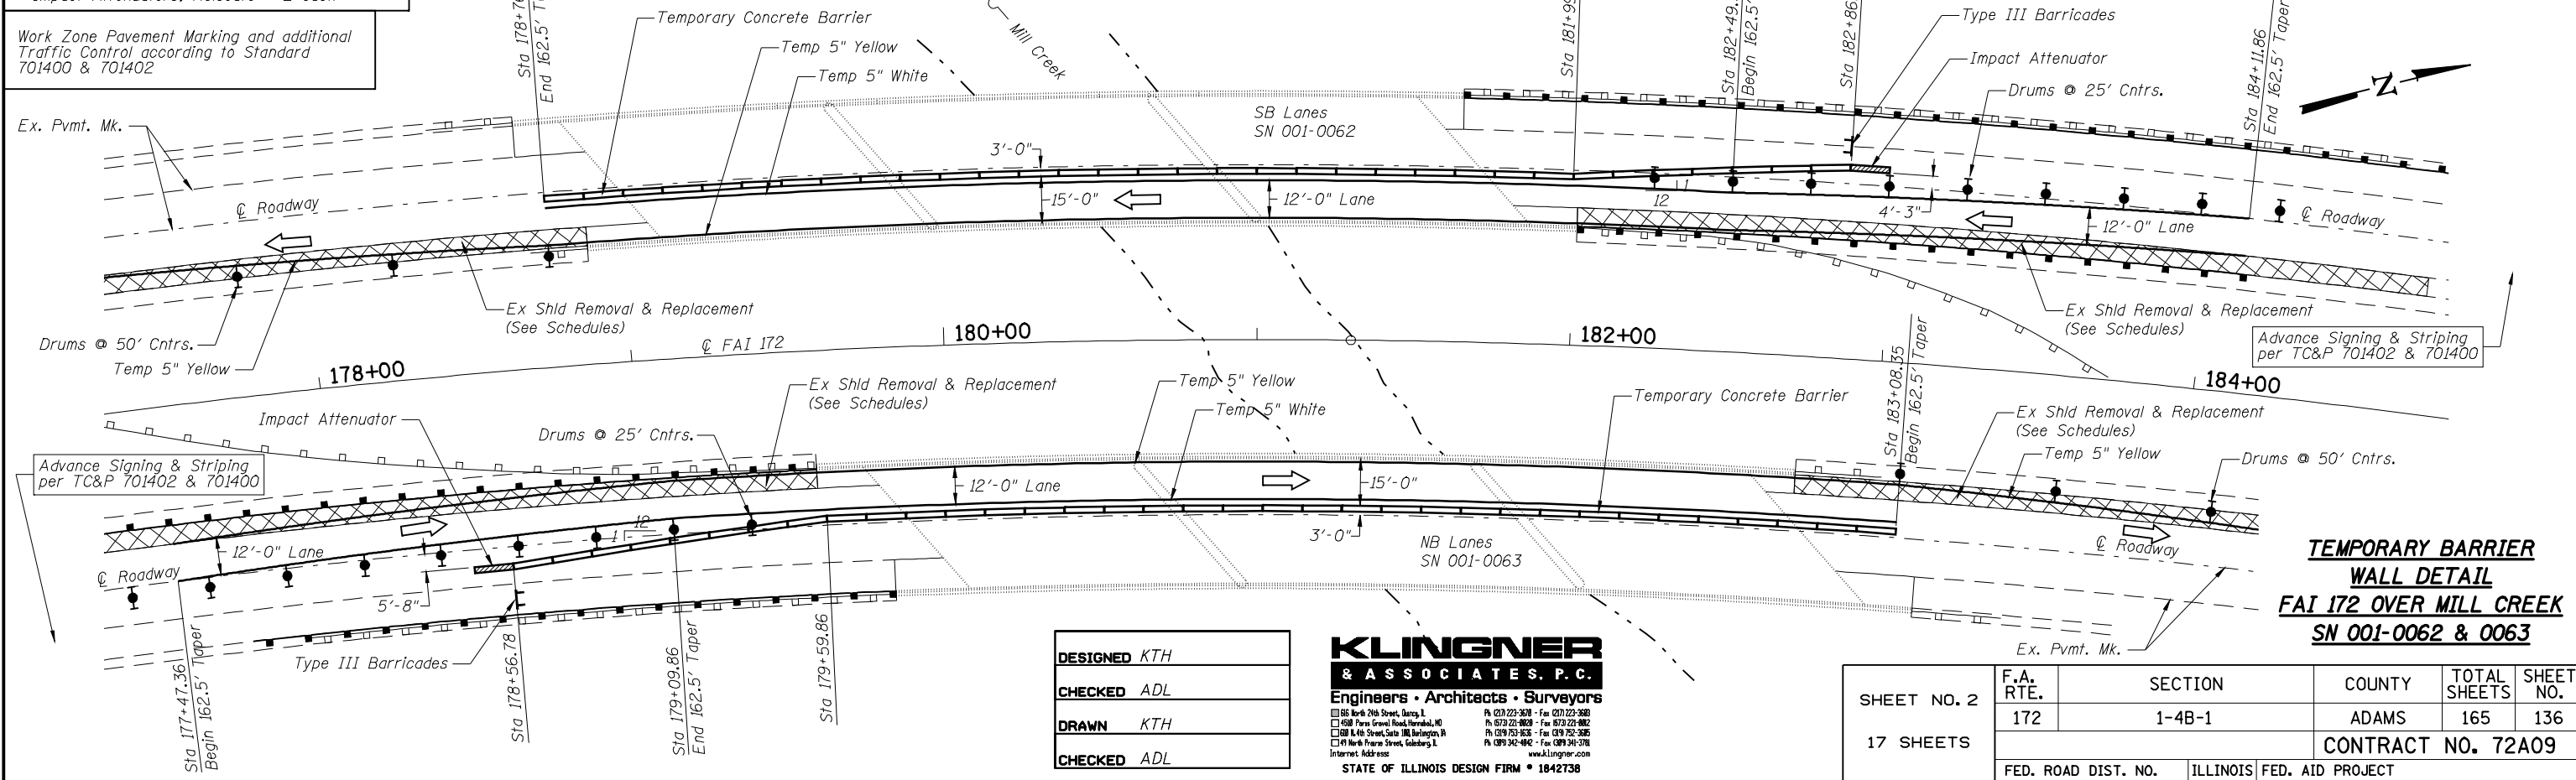 Work Zone Pavement Marking and additional
Traffic Control according to Standard
701400 & 701402
Temporary Concrete Barrier
Temp 5" Yellow
Temp 5" White
Mill Creek
Type III Barricades
Impact Attenuator
Drums @ 25' Cntrs.
N
End 162.5'
Begin 162.5'
Sta 184+11.86
End 162.5' Taper
Ex. Pvmt. Mk.
SB Lanes
SN 001-0062
3'-0"
℄ Roadway
15'-0"
12'-0" Lane
12
1
4'-3"
12'-0" Lane
℄ Roadway
Ex Shld Removal & Replacement
(See Schedules)
Ex Shld Removal & Replacement
(See Schedules)
Drums @ 50' Cntrs.
Temp 5" Yellow
℄ FAI 172
178+00
180+00
182+00
184+00
Advance Signing & Striping
per TC&P 701402 & 701400
Sta 183+08.35
Begin 162.5' Taper
Impact Attenuator
Ex Shld Removal & Replacement
(See Schedules)
Temp 5" Yellow
Temp 5" White
Temporary Concrete Barrier
Ex Shld Removal & Replacement
(See Schedules)
Temp 5" Yellow
Drums @ 50' Cntrs.
Drums @ 25' Cntrs.
Advance Signing & Striping
per TC&P 701402 & 701400
12'-0" Lane
15'-0"
12
1
12'-0" Lane
3'-0"
NB Lanes
SN 001-0063
℄ Roadway
℄ Roadway
5'-8"
Type III Barricades
Ex. Pvmt. Mk.
Sta 177+47.36
Begin 162.5' Taper
Sta 178+56.78
Sta 179+09.86
End 162.5' Taper
Sta 179+59.86
TEMPORARY BARRIER
WALL DETAIL
FAI 172 OVER MILL CREEK
SN 001-0062 & 0063
DESIGNED KTH
CHECKED ADL
DRAWN KTH
CHECKED ADL
KLINGNER
& ASSOCIATES, P.C.
Engineers • Architects • Surveyors
Internet Address: www.klingner.com
STATE OF ILLINOIS DESIGN FIRM # 1842738
SHEET NO. 2
17 SHEETS
F.A. RTE. SECTION COUNTY TOTAL SHEETS SHEET NO.
172 1-4B-1 ADAMS 165 136
CONTRACT NO. 72A09
FED. ROAD DIST. NO. ILLINOIS FED. AID PROJECT